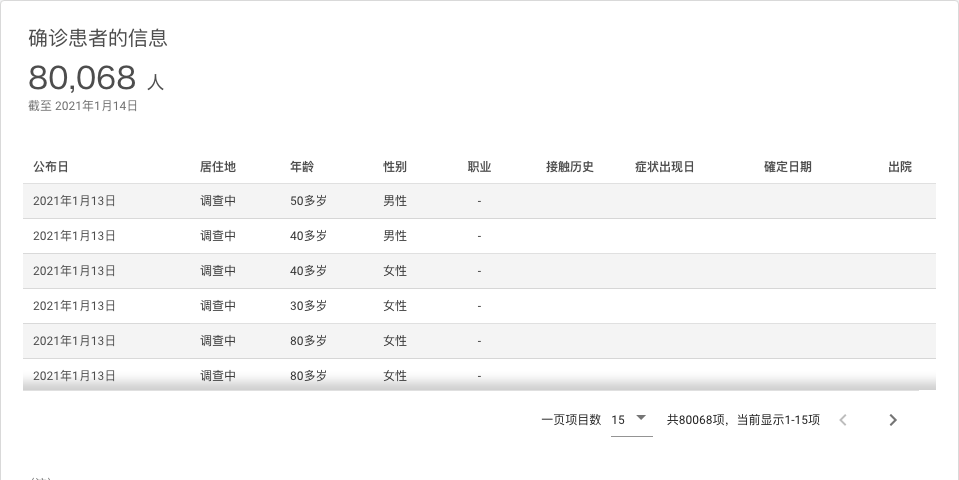 确诊患者的信息
80,068 人
截至 2021年1月14日
公布日 居住地 年龄 性别 职业 接触历史 症状出现日 確定日期 出院
2021年1月13日 调查中 50多岁 男性 -
2021年1月13日 调查中 40多岁 男性 -
2021年1月13日 调查中 40多岁 女性 -
2021年1月13日 调查中 30多岁 女性 -
2021年1月13日 调查中 80多岁 女性 -
2021年1月13日 调查中 80多岁 女性 -
一页项目数 15 共80068项，当前显示1-15项